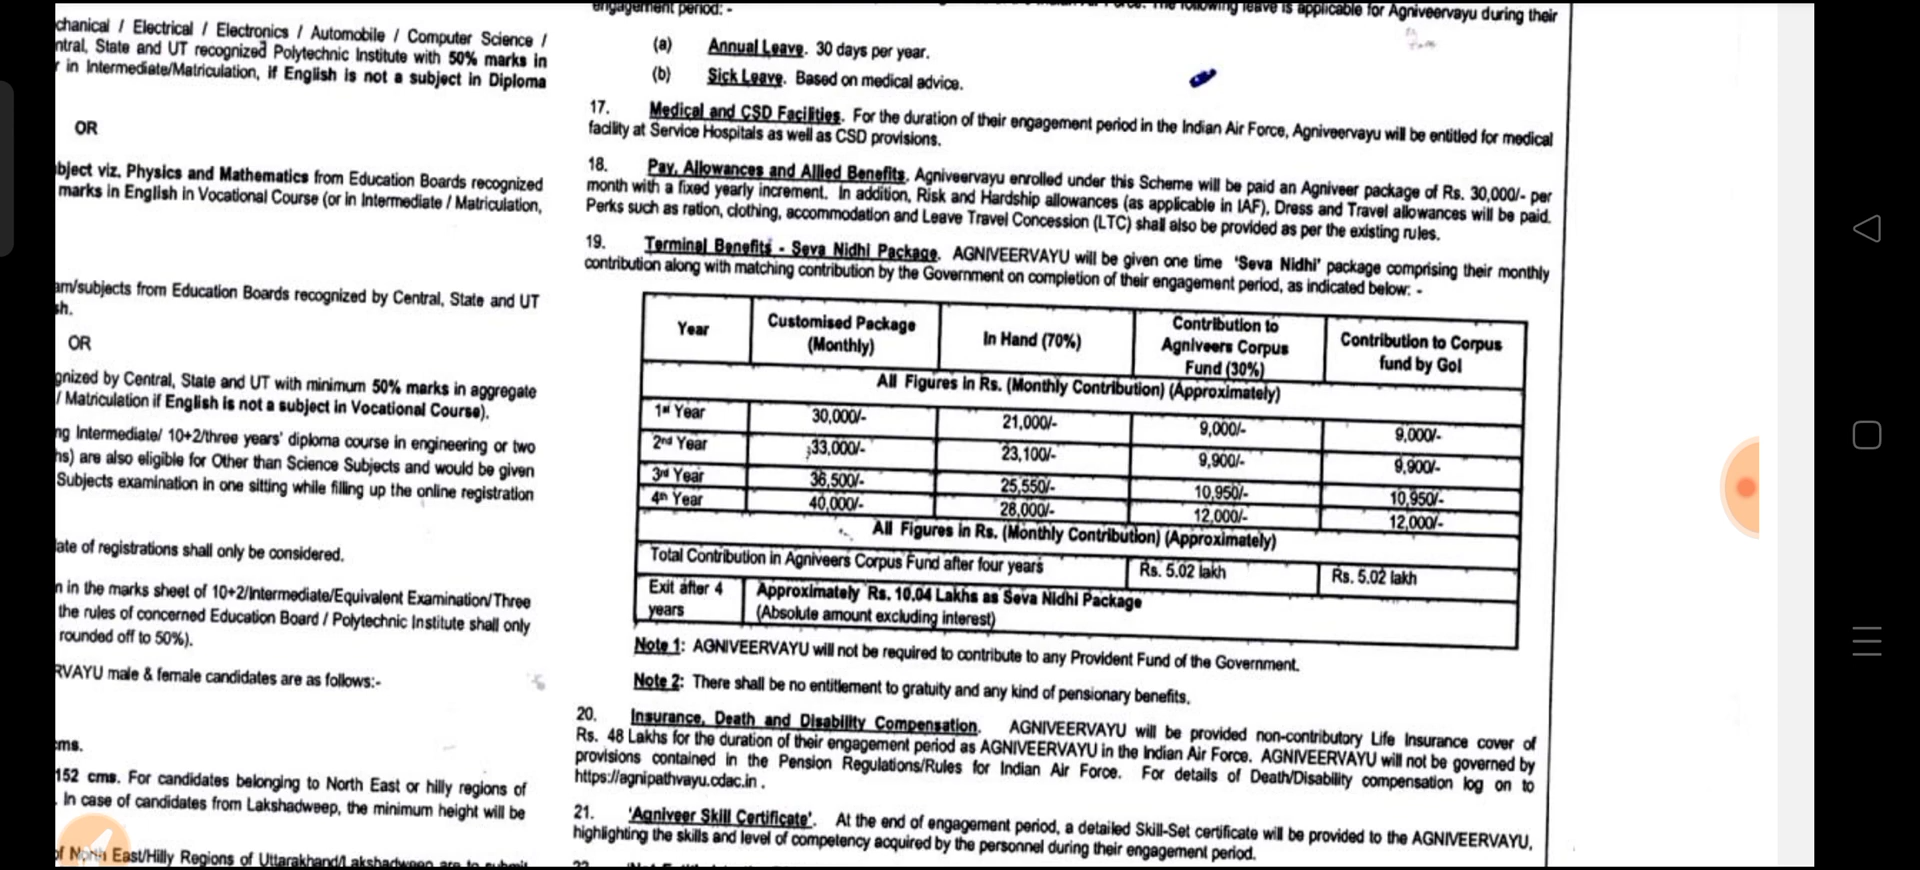 chanical / Electrical / Electronics / Automobile / Computer Science /
ntral, State and UT recognized Polytechnic Institute with 50% marks in
r in Intermediate/Matriculation, if English is not a subject in Diploma
OR
bject viz. Physics and Mathematics from Education Boards recognized
marks in English in Vocational Course (or in Intermediate / Matriculation,
am/subjects from Education Boards recognized by Central, State and UT
sh.
OR
gnized by Central, State and UT with minimum 50% marks in aggregate
/ Matriculation if English is not a subject in Vocational Course).
ng Intermediate/ 10+2/three years' diploma course in engineering or two
hs) are also eligible for Other than Science Subjects and would be given
Subjects examination in one sitting while filling up the online registration
ate of registrations shall only be considered.
n in the marks sheet of 10+2/Intermediate/Equivalent Examination/Three
the rules of concerned Education Board / Polytechnic Institute shall only
rounded off to 50%).
RVAYU male & female candidates are as follows:-
cms.
152 cms. For candidates belonging to North East or hilly regions of
. In case of candidates from Lakshadweep, the minimum height will be
of North East/Hilly Regions of Uttarakhand/Lakshadweep are to submit
engagement period: -
The following leave is applicable for Agniveervayu during their
(a) Annual Leave. 30 days per year.
(b) Sick Leave. Based on medical advice.
17. Medical and CSD Facilities. For the duration of their engagement period in the Indian Air Force, Agniveervayu will be entitled for medical
facility at Service Hospitals as well as CSD provisions.
18. Pay, Allowances and Allied Benefits. Agniveervayu enrolled under this Scheme will be paid an Agniveer package of Rs. 30,000/- per
month with a fixed yearly increment. In addition, Risk and Hardship allowances (as applicable in IAF), Dress and Travel allowances will be paid.
Perks such as ration, clothing, accommodation and Leave Travel Concession (LTC) shall also be provided as per the existing rules.
19. Terminal Benefits - Seva Nidhi Package. AGNIVEERVAYU will be given one time 'Seva Nidhi' package comprising their monthly
contribution along with matching contribution by the Government on completion of their engagement period, as indicated below: -
Year Customised Package (Monthly) In Hand (70%) Contribution to Agniveers Corpus Fund (30%) Contribution to Corpus fund by GoI
All Figures in Rs. (Monthly Contribution) (Approximately)
1st Year 30,000/- 21,000/- 9,000/- 9,000/-
2nd Year 33,000/- 23,100/- 9,900/- 9,900/-
3rd Year 36,500/- 25,550/- 10,950/- 10,950/-
4th Year 40,000/- 28,000/- 12,000/- 12,000/-
All Figures in Rs. (Monthly Contribution) (Approximately)
Total Contribution in Agniveers Corpus Fund after four years Rs. 5.02 lakh Rs. 5.02 lakh
Exit after 4 years Approximately Rs. 10.04 Lakhs as Seva Nidhi Package
(Absolute amount excluding interest)
Note 1: AGNIVEERVAYU will not be required to contribute to any Provident Fund of the Government.
Note 2: There shall be no entitlement to gratuity and any kind of pensionary benefits.
20. Insurance, Death and Disability Compensation. AGNIVEERVAYU will be provided non-contributory Life Insurance cover of
Rs. 48 Lakhs for the duration of their engagement period as AGNIVEERVAYU in the Indian Air Force. AGNIVEERVAYU will not be governed by
provisions contained in the Pension Regulations/Rules for Indian Air Force. For details of Death/Disability compensation log on to
https://agnipathvayu.cdac.in .
21. 'Agniveer Skill Certificate'. At the end of engagement period, a detailed Skill-Set certificate will be provided to the AGNIVEERVAYU,
highlighting the skills and level of competency acquired by the personnel during their engagement period.